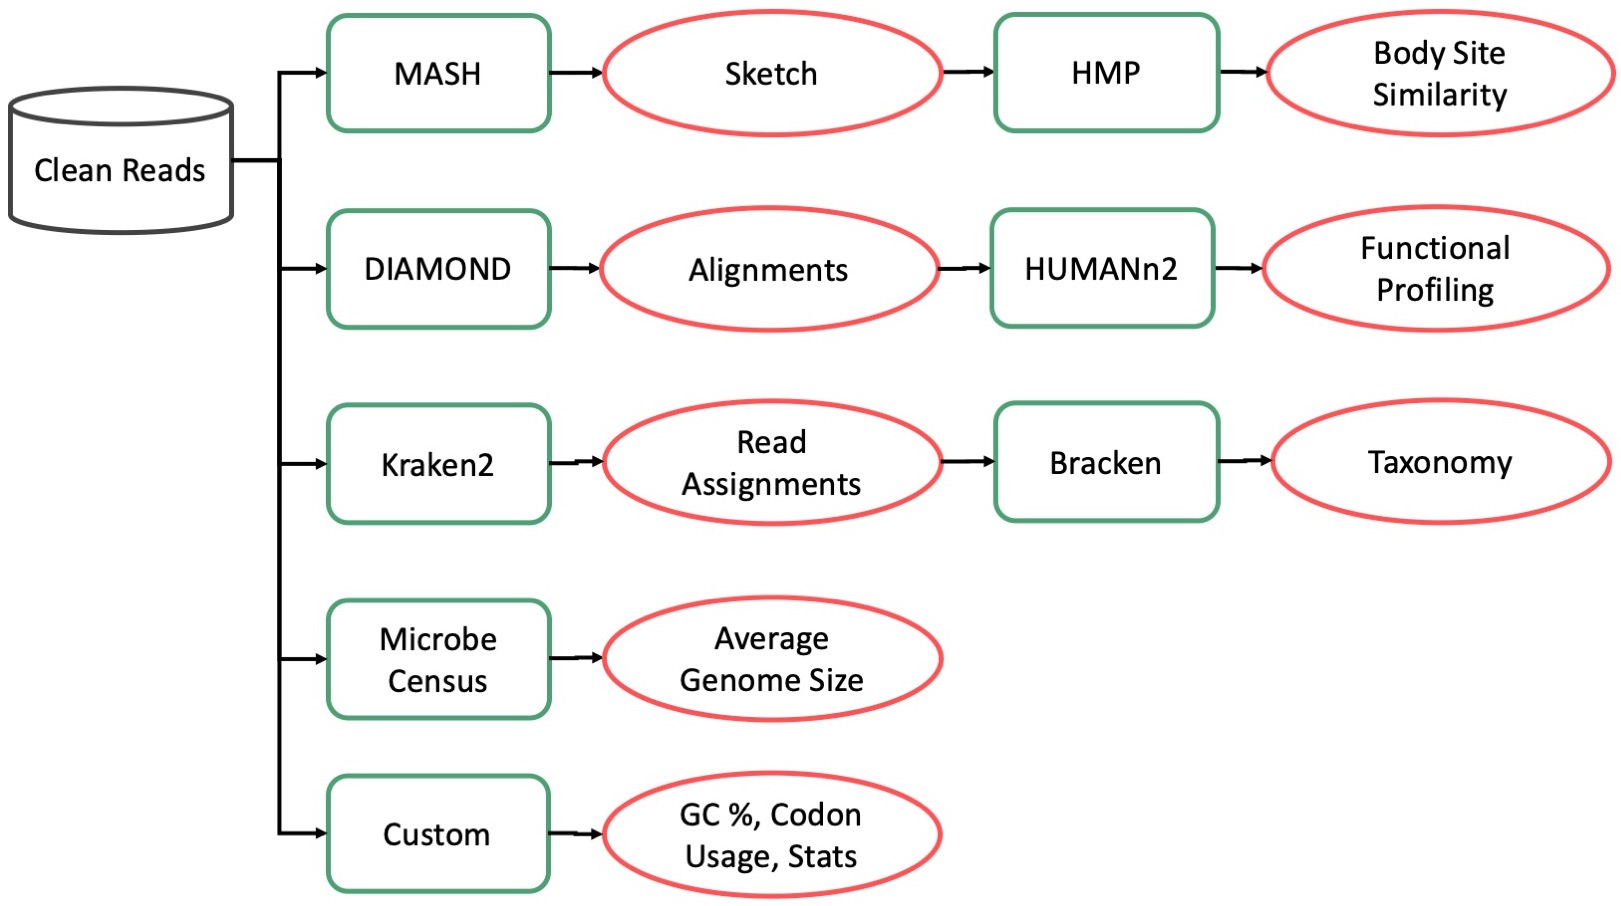 Clean Reads
MASH
Sketch
HMP
Body Site
Similarity
DIAMOND
Alignments
HUMANn2
Functional
Profiling
Kraken2
Read
Assignments
Bracken
Taxonomy
Microbe
Census
Average
Genome Size
Custom
GC %, Codon
Usage, Stats